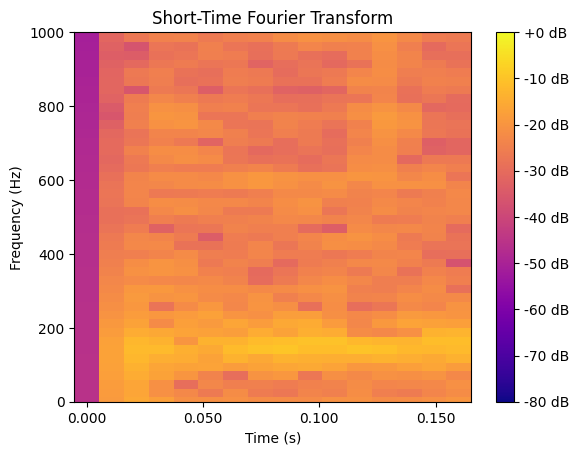 Short-Time Fourier Transform
1000
800
600
400
200
0
Frequency (Hz)
0.000
0.050
0.100
0.150
Time (s)
+0 dB
-10 dB
-20 dB
-30 dB
-40 dB
-50 dB
-60 dB
-70 dB
-80 dB